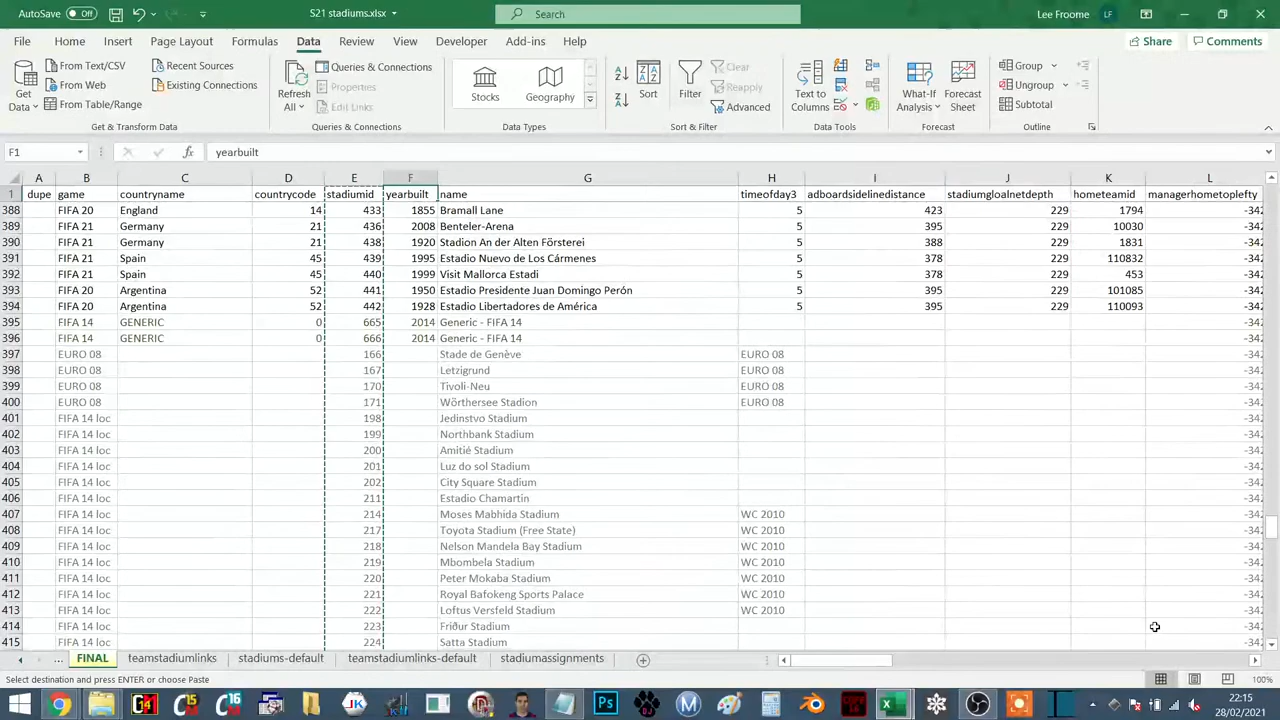 AutoSave Off S21 stadiums.xlsx Search Lee Froome LF
File Home Insert Page Layout Formulas Data Review View Developer Add-ins Help Share Comments
Get Data From Text/CSV From Web From Table/Range Recent Sources Existing Connections Refresh All Queries & Connections Properties Edit Links Stocks Geography Sort Filter Clear Reapply Advanced Text to Columns What-If Analysis Forecast Sheet Group Ungroup Subtotal
Get & Transform Data Queries & Connections Data Types Sort & Filter Data Tools Forecast Outline
F1 fx yearbuilt
A B C D E F G H I J K L
1 dupe game countryname countrycode stadiumid yearbuilt name timeofday3 adboardsidelinedistance stadiumgloalnetdepth hometeamid managerhometoplefty
388 FIFA 20 England 14 433 1855 Bramall Lane 5 423 229 1794 -342
389 FIFA 21 Germany 21 436 2008 Benteler-Arena 5 395 229 10030 -342
390 FIFA 21 Germany 21 438 1920 Stadion An der Alten Försterei 5 388 229 1831 -342
391 FIFA 21 Spain 45 439 1995 Estadio Nuevo de Los Cármenes 5 378 229 110832 -342
392 FIFA 21 Spain 45 440 1999 Visit Mallorca Estadi 5 378 229 453 -342
393 FIFA 20 Argentina 52 441 1950 Estadio Presidente Juan Domingo Perón 5 395 229 101085 -342
394 FIFA 20 Argentina 52 442 1928 Estadio Libertadores de América 5 395 229 110093 -342
395 FIFA 14 GENERIC 0 665 2014 Generic - FIFA 14 -342
396 FIFA 14 GENERIC 0 666 2014 Generic - FIFA 14 -342
397 EURO 08 166 Stade de Genève EURO 08 -342
398 EURO 08 167 Letzigrund EURO 08 -342
399 EURO 08 170 Tivoli-Neu EURO 08 -342
400 EURO 08 171 Wörthersee Stadion EURO 08 -342
401 FIFA 14 loc 198 Jedinstvo Stadium -342
402 FIFA 14 loc 199 Northbank Stadium -342
403 FIFA 14 loc 200 Amitié Stadium -342
404 FIFA 14 loc 201 Luz do sol Stadium -342
405 FIFA 14 loc 202 City Square Stadium -342
406 FIFA 14 loc 211 Estadio Chamartin -342
407 FIFA 14 loc 214 Moses Mabhida Stadium WC 2010 -342
408 FIFA 14 loc 217 Toyota Stadium (Free State) WC 2010 -342
409 FIFA 14 loc 218 Nelson Mandela Bay Stadium WC 2010 -342
410 FIFA 14 loc 219 Mbombela Stadium WC 2010 -342
411 FIFA 14 loc 220 Peter Mokaba Stadium WC 2010 -342
412 FIFA 14 loc 221 Royal Bafokeng Sports Palace WC 2010 -342
413 FIFA 14 loc 222 Loftus Versfeld Stadium WC 2010 -342
414 FIFA 14 loc 223 Friður Stadium -342
415 FIFA 14 loc 224 Satta Stadium -342
... FINAL teamstadiumlinks stadiums-default teamstadiumlinks-default stadiumassignments
Select destination and press ENTER or choose Paste 100%
14 15 16 JK Ps DJ M X 22:15
28/02/2021